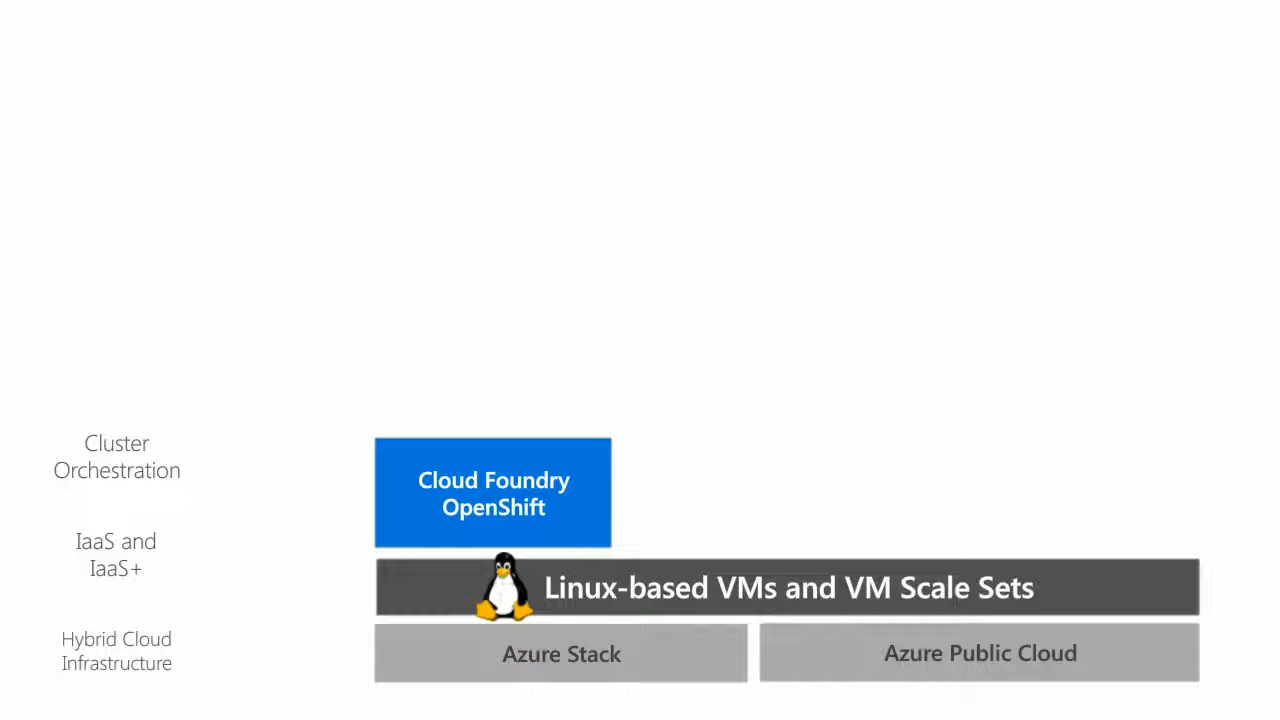 Cluster
Orchestration
Cloud Foundry
OpenShift
IaaS and
IaaS+
Linux-based VMs and VM Scale Sets
Hybrid Cloud
Infrastructure
Azure Stack
Azure Public Cloud